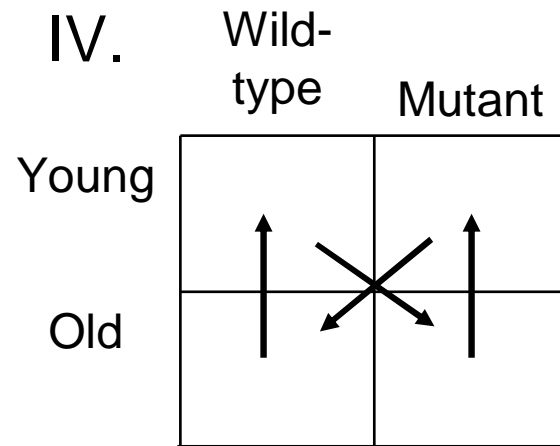 IV.
Wild-
type
Mutant
Young
Old